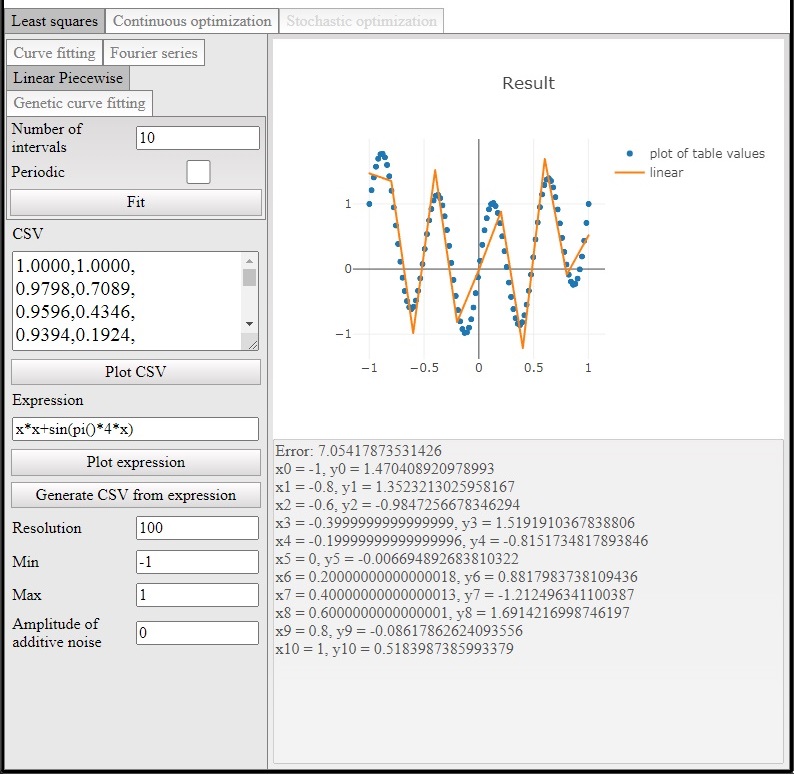 Least squares Continuous optimization Stochastic optimization
Curve fitting Fourier series
Linear Piecewise
Genetic curve fitting
Number of
intervals
10
Periodic
Fit
CSV
1.0000,1.0000,
0.9798,0.7089,
0.9596,0.4346,
0.9394,0.1924,
Plot CSV
Expression
x*x+sin(pi()*4*x)
Plot expression
Generate CSV from expression
Resolution 100
Min -1
Max 1
Amplitude of
additive noise
0
Result
plot of table values
linear
1
0
−1
−1 −0.5 0 0.5 1
Error: 7.05417873531426
x0 = -1, y0 = 1.470408920978993
x1 = -0.8, y1 = 1.3523213025958167
x2 = -0.6, y2 = -0.9847256678346294
x3 = -0.3999999999999999, y3 = 1.5191910367838806
x4 = -0.19999999999999996, y4 = -0.8151734817893846
x5 = 0, y5 = -0.006694892683810322
x6 = 0.20000000000000018, y6 = 0.8817983738109436
x7 = 0.40000000000000013, y7 = -1.212496341100387
x8 = 0.6000000000000001, y8 = 1.6914216998746197
x9 = 0.8, y9 = -0.08617862624093556
x10 = 1, y10 = 0.5183987385993379